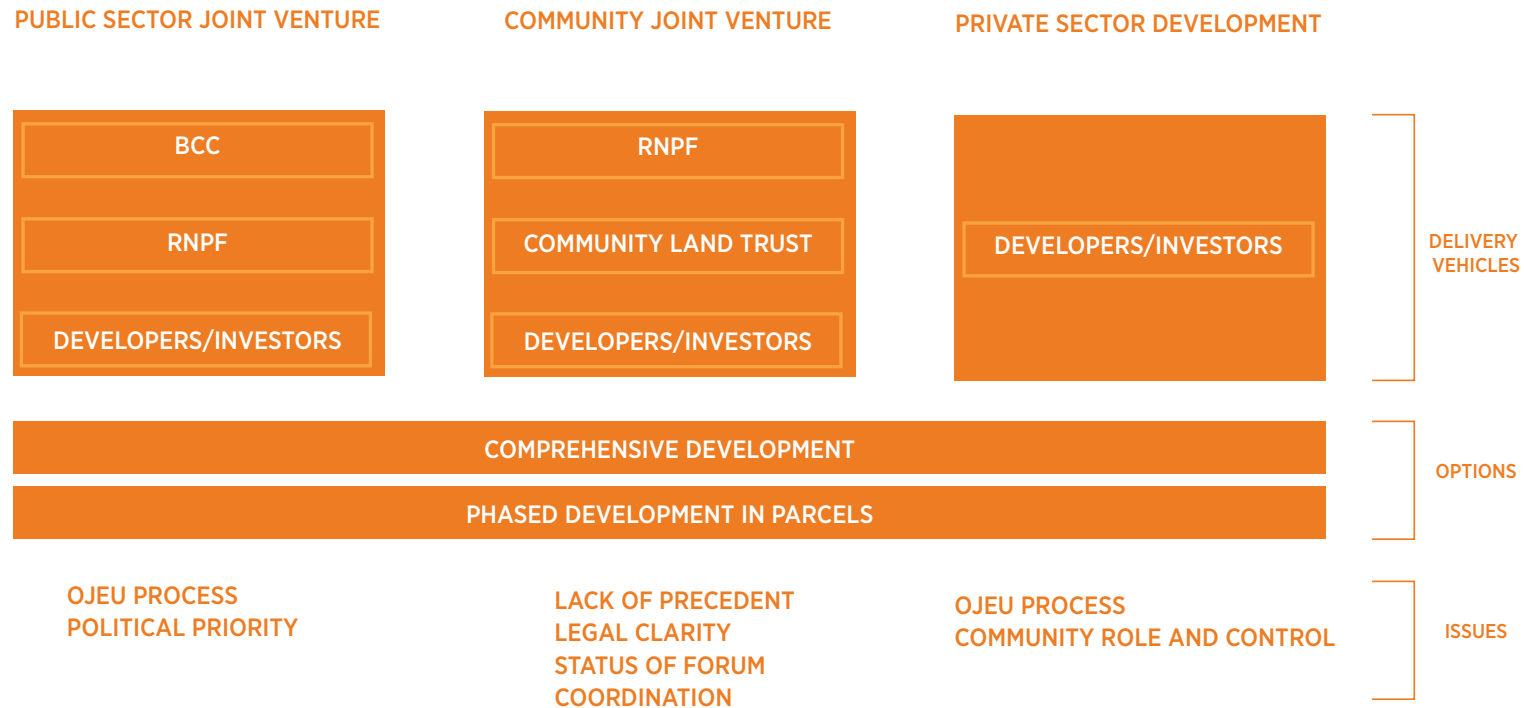 PUBLIC SECTOR JOINT VENTURE
COMMUNITY JOINT VENTURE
PRIVATE SECTOR DEVELOPMENT
BCC
RNPF
DEVELOPERS/INVESTORS
RNPF
COMMUNITY LAND TRUST
DEVELOPERS/INVESTORS
DEVELOPERS/INVESTORS
DELIVERY
VEHICLES
COMPREHENSIVE DEVELOPMENT
PHASED DEVELOPMENT IN PARCELS
OPTIONS
OJEU PROCESS
POLITICAL PRIORITY
LACK OF PRECEDENT
LEGAL CLARITY
STATUS OF FORUM
COORDINATION
OJEU PROCESS
COMMUNITY ROLE AND CONTROL
ISSUES